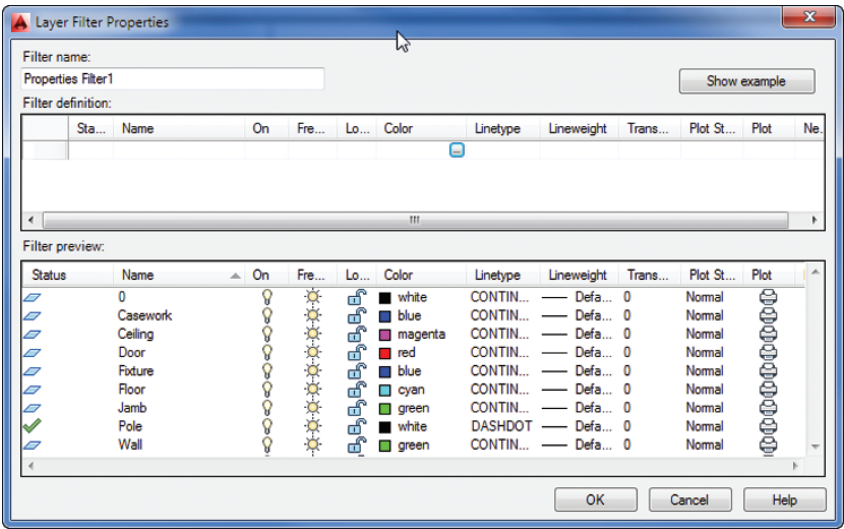 Layer Filter Properties
Filter name:
Properties Filter1
Show example
Filter definition:
Sta... Name On Fre... Lo... Color Linetype Lineweight Trans... Plot St... Plot Ne.
Filter preview:
Status Name On Fre... Lo... Color Linetype Lineweight Trans... Plot St... Plot
0 white CONTIN... Defa... 0 Normal
Casework blue CONTIN... Defa... 0 Normal
Ceiling magenta CONTIN... Defa... 0 Normal
Door red CONTIN... Defa... 0 Normal
Fixture blue CONTIN... Defa... 0 Normal
Floor cyan CONTIN... Defa... 0 Normal
Jamb green CONTIN... Defa... 0 Normal
Pole white DASHDOT Defa... 0 Normal
Wall green CONTIN... Defa... 0 Normal
OK Cancel Help